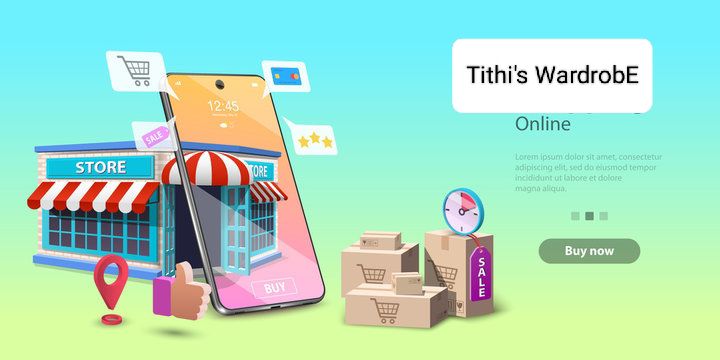 Tithi's WardrobE
Online
Lorem ipsum dolor sit amet, consectetur
adipiscing elit, sed do eiusmod
tempor incididunt ut labore et dolore
magna aliqua.
Buy now
12:45
SALE
STORE
STORE
BUY
SALE